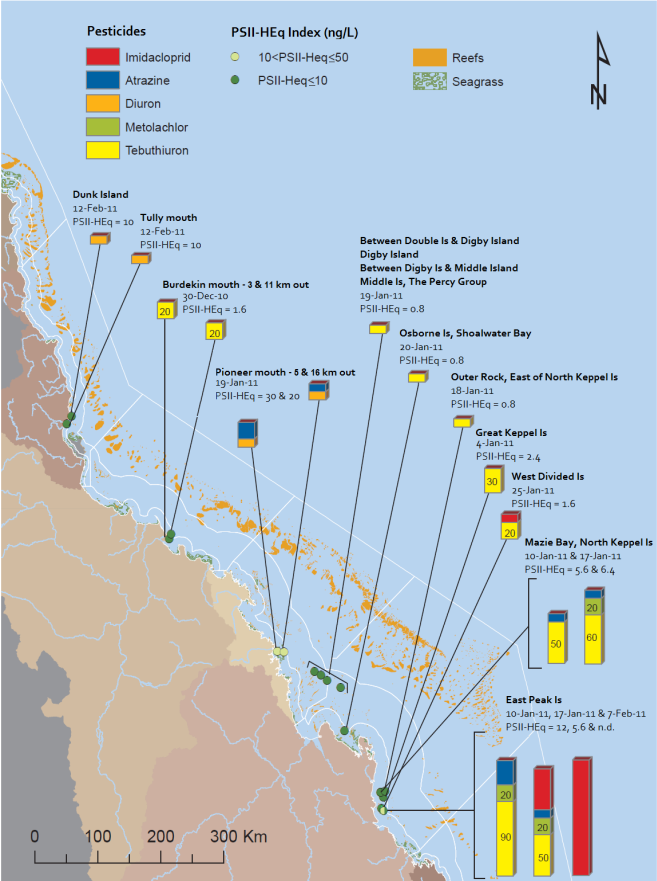 Pesticides
Imidacloprid
Atrazine
Diuron
Metolachlor
Tebuthiuron
PSII-HEq Index (ng/L)
10<PSII-Heq≤50
PSII-Heq≤10
Reefs
Seagrass
N
Dunk Island
12-Feb-11
PSII-HEq = 10
Tully mouth
12-Feb-11
PSII-HEq = 10
Burdekin mouth - 3 & 11 km out
30-Dec-10
PSII-HEq = 1.6
20
20
Pioneer mouth - 5 & 16 km out
19-Jan-11
PSII-HEq = 30 & 20
Between Double Is & Digby Island
Digby Island
Between Digby Is & Middle Island
Middle Is, The Percy Group
19-Jan-11
PSII-HEq = 0.8
Osborne Is, Shoalwater Bay
20-Jan-11
PSII-HEq = 0.8
Outer Rock, East of North Keppel Is
18-Jan-11
PSII-HEq = 0.8
Great Keppel Is
4-Jan-11
PSII-HEq = 2.4
30
West Divided Is
25-Jan-11
PSII-HEq = 1.6
20
Mazie Bay, North Keppel Is
10-Jan-11 & 17-Jan-11
PSII-HEq = 5.6 & 6.4
50
20
60
East Peak Is
10-Jan-11, 17-Jan-11 & 7-Feb-11
PSII-HEq = 12, 5.6 & n.d.
20
90
20
50
0 100 200 300 Km